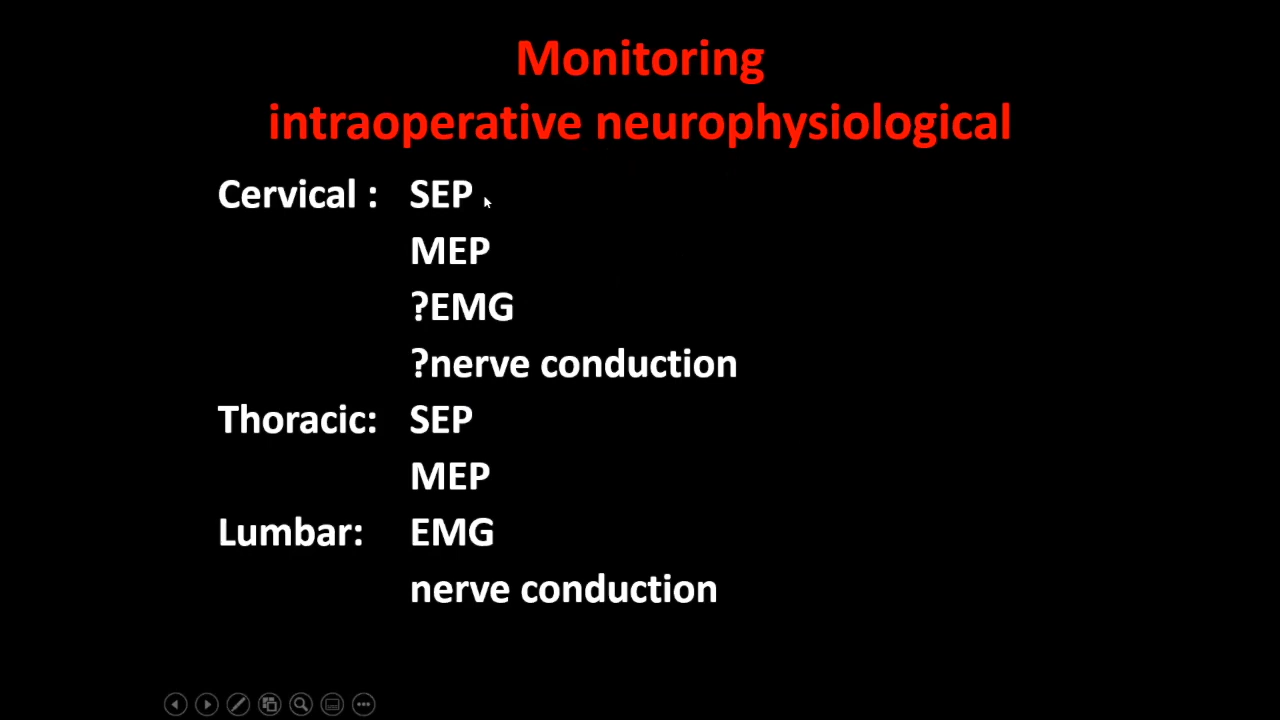 Monitoring
intraoperative neurophysiological
Cervical : SEP
MEP
?EMG
?nerve conduction
Thoracic: SEP
MEP
Lumbar: EMG
nerve conduction